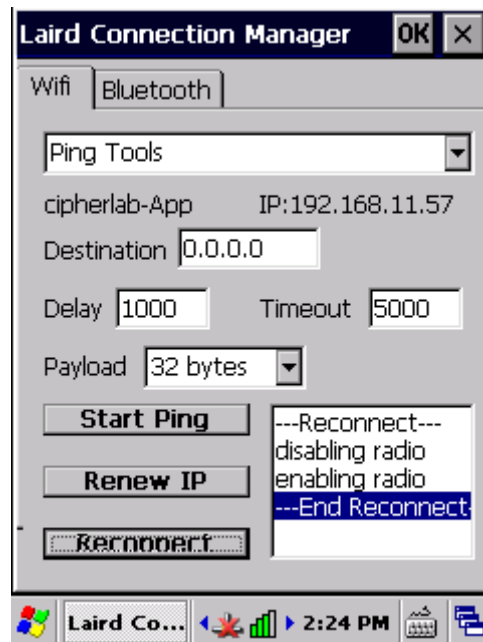 Laird Connection Manager OK ×
Wifi Bluetooth
Ping Tools
cipherlab-App IP:192.168.11.57
Destination 0.0.0.0
Delay 1000 Timeout 5000
Payload 32 bytes
Start Ping
Renew IP
Reconnect
---Reconnect---
disabling radio
enabling radio
---End Reconnect-
Laird Co... 2:24 PM